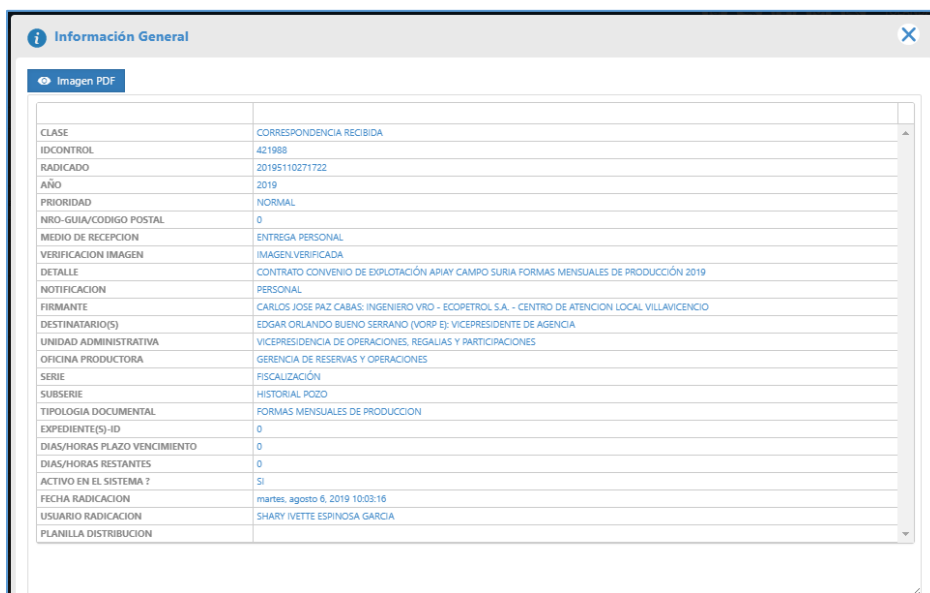 Información General
Imagen PDF
CLASE CORRESPONDENCIA RECIBIDA
IDCONTROL 421988
RADICADO 20195110271722
AÑO 2019
PRIORIDAD NORMAL
NRO-GUIA/CODIGO POSTAL 0
MEDIO DE RECEPCION ENTREGA PERSONAL
VERIFICACION IMAGEN IMAGEN.VERIFICADA
DETALLE CONTRATO CONVENIO DE EXPLOTACIÓN APIAY CAMPO SURIA FORMAS MENSUALES DE PRODUCCIÓN 2019
NOTIFICACION PERSONAL
FIRMANTE CARLOS JOSE PAZ CABAS: INGENIERO VRO - ECOPETROL S.A. - CENTRO DE ATENCION LOCAL VILLAVICENCIO
DESTINATARIO(S) EDGAR ORLANDO BUENO SERRANO (VORP E): VICEPRESIDENTE DE AGENCIA
UNIDAD ADMINISTRATIVA VICEPRESIDENCIA DE OPERACIONES, REGALIAS Y PARTICIPACIONES
OFICINA PRODUCTORA GERENCIA DE RESERVAS Y OPERACIONES
SERIE FISCALIZACIÓN
SUBSERIE HISTORIAL POZO
TIPOLOGIA DOCUMENTAL FORMAS MENSUALES DE PRODUCCION
EXPEDIENTE(S)-ID 0
DIAS/HORAS PLAZO VENCIMIENTO 0
DIAS/HORAS RESTANTES 0
ACTIVO EN EL SISTEMA ? SI
FECHA RADICACION martes, agosto 6, 2019 10:03:16
USUARIO RADICACION SHARY IVETTE ESPINOSA GARCIA
PLANILLA DISTRIBUCION